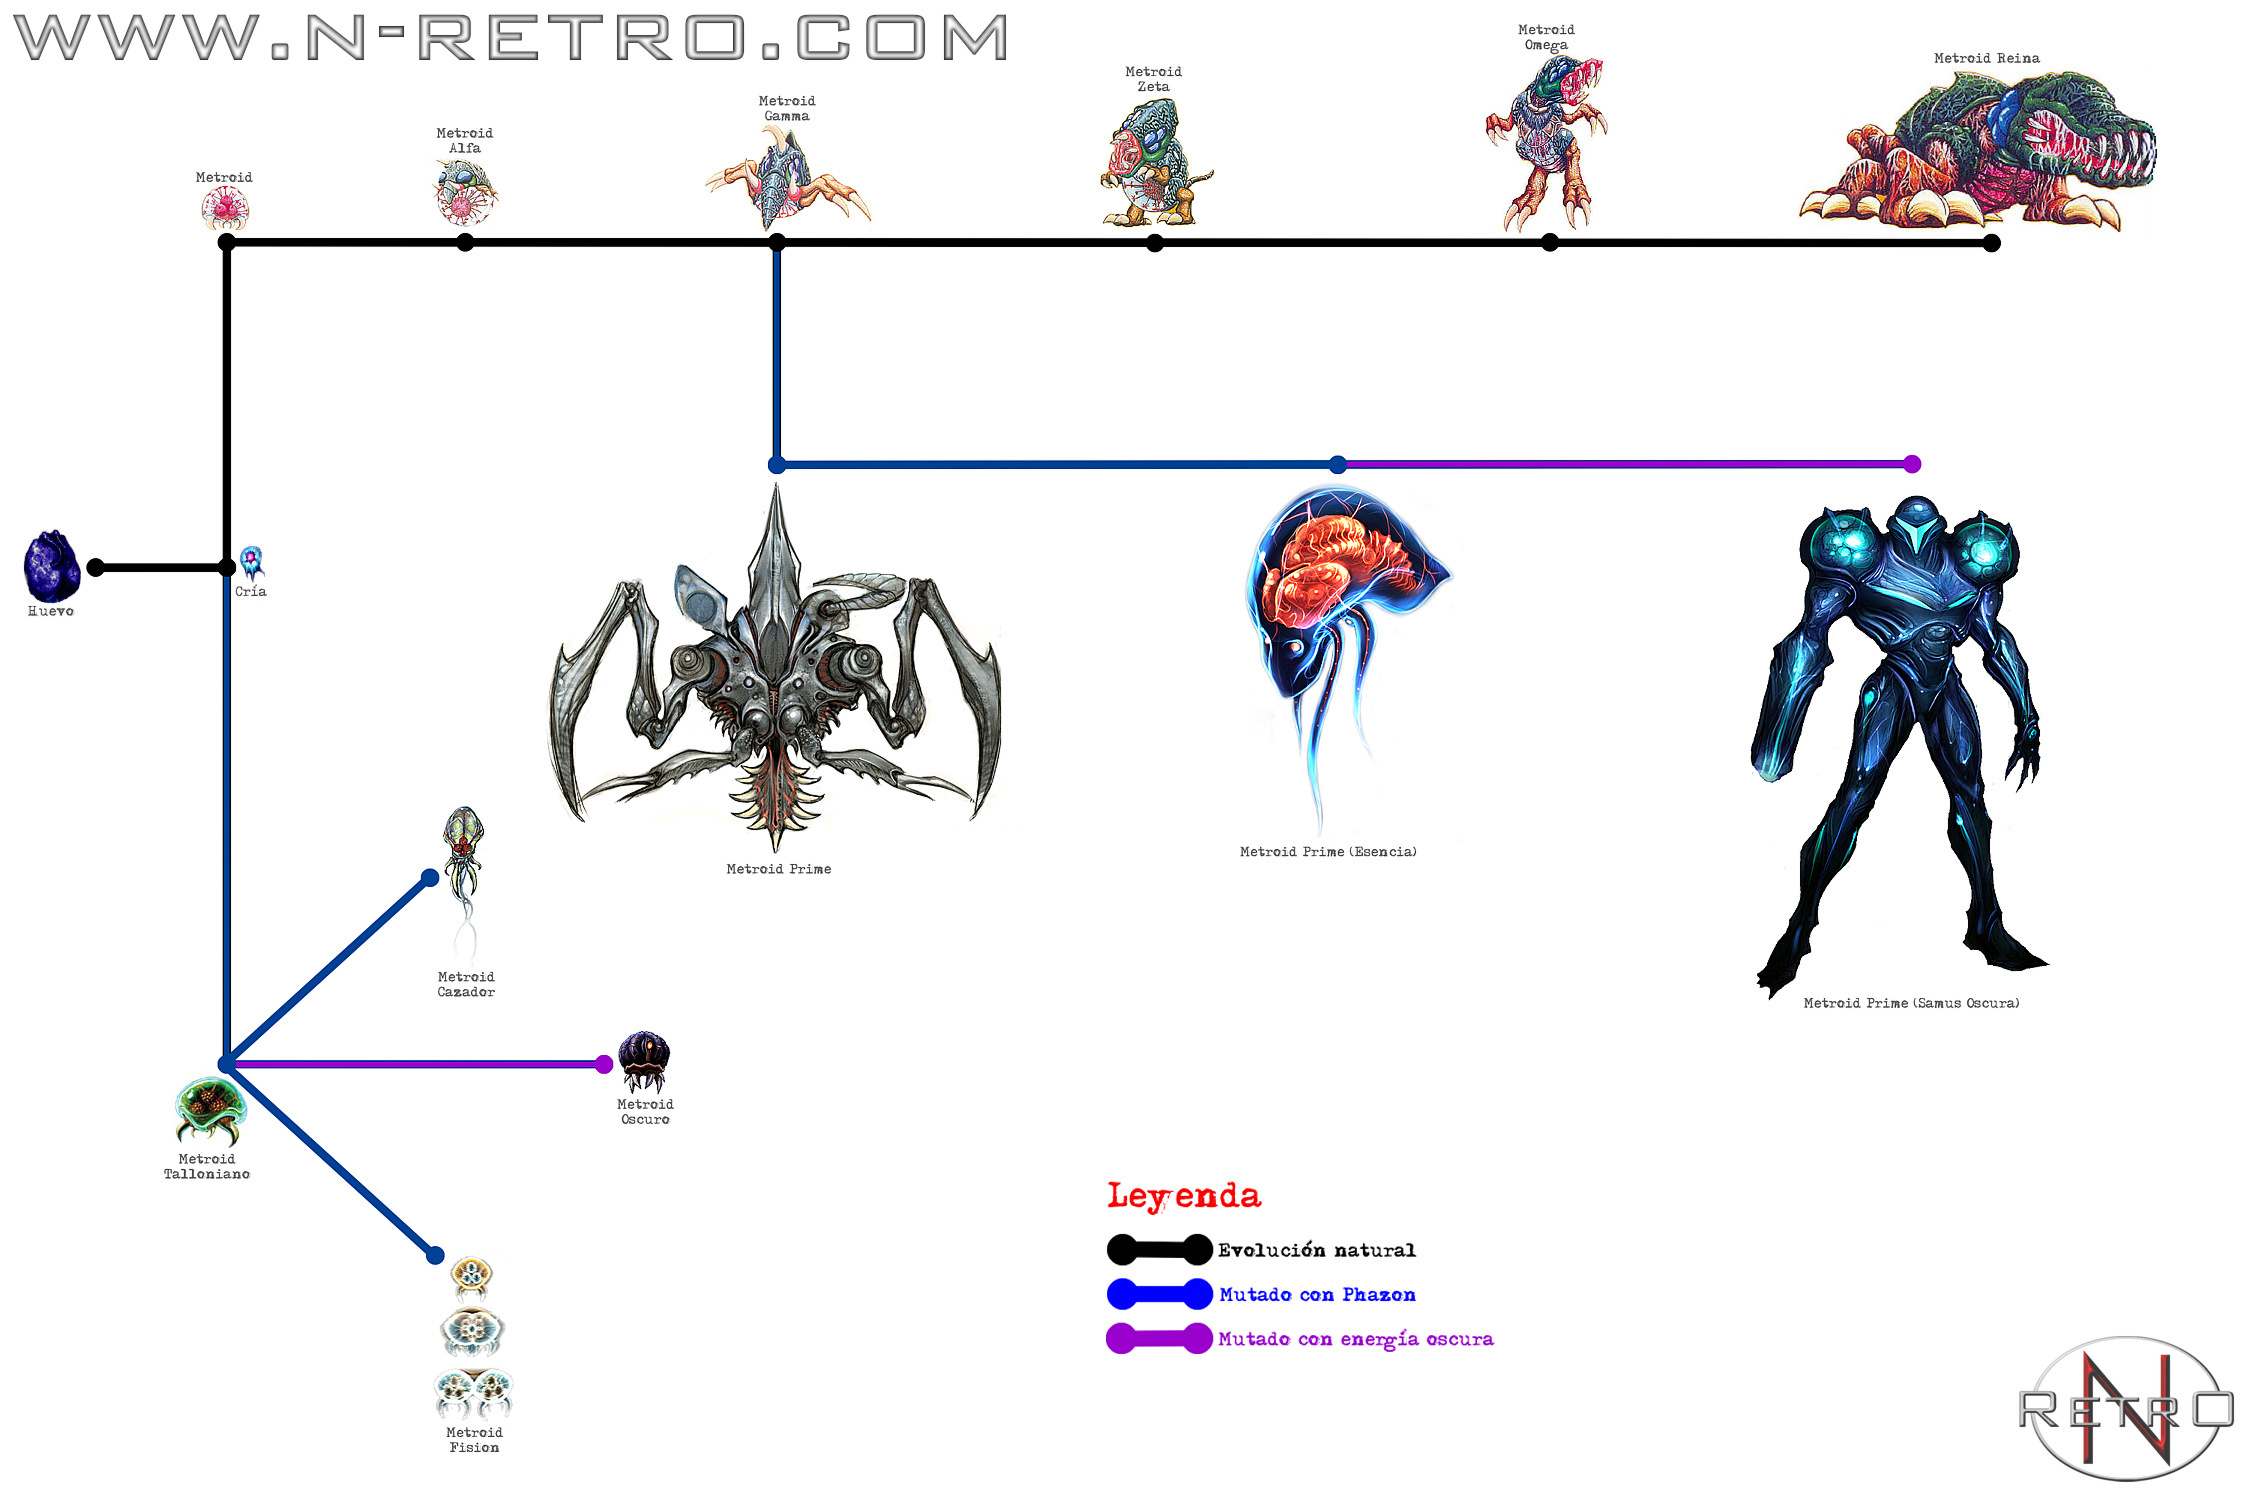 WWW.N-RETRO.COM
Metroid
Metroid
Alfa
Metroid
Gamma
Metroid
Zeta
Metroid
Omega
Metroid Reina
Huevo
Cría
Metroid Prime
Metroid Prime (Esencia)
Metroid Prime (Samus Oscura)
Metroid
Cazador
Metroid
Oscuro
Metroid
Talloniano
Metroid
Fision
Leyenda
Evolución natural
Mutado con Phazon
Mutado con energía oscura
N
RETRO